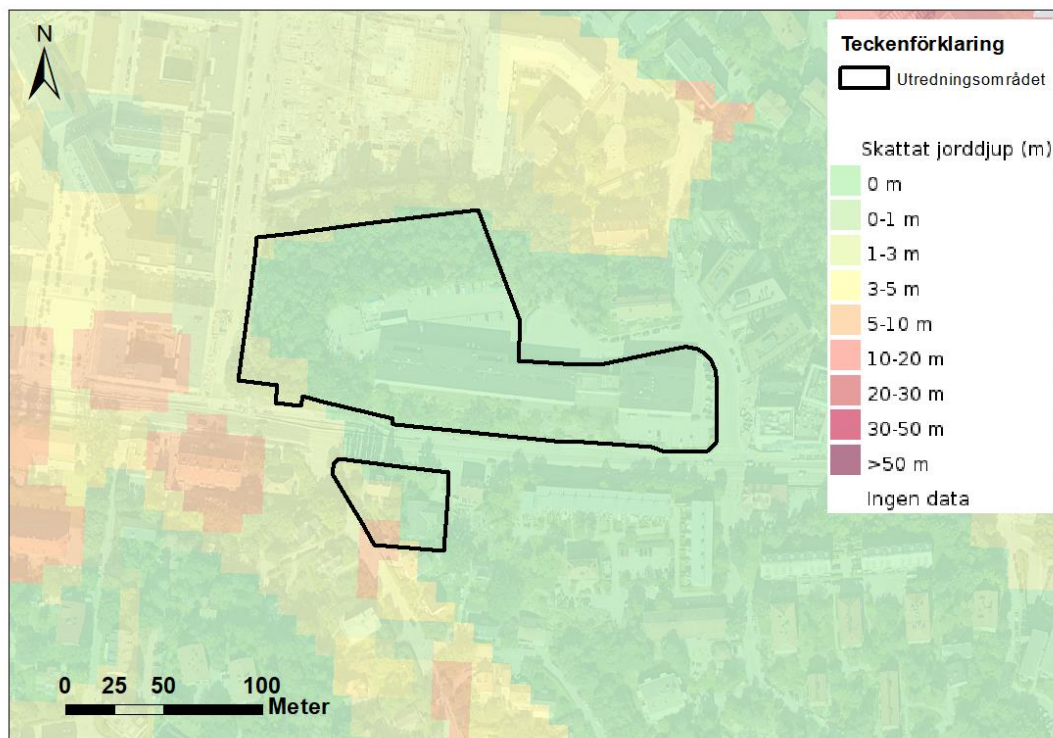 N
Teckenförklaring
Utredningsområdet
Skattat jorddjup (m)
0 m
0-1 m
1-3 m
3-5 m
5-10 m
10-20 m
20-30 m
30-50 m
>50 m
Ingen data
0 25 50 100
Meter